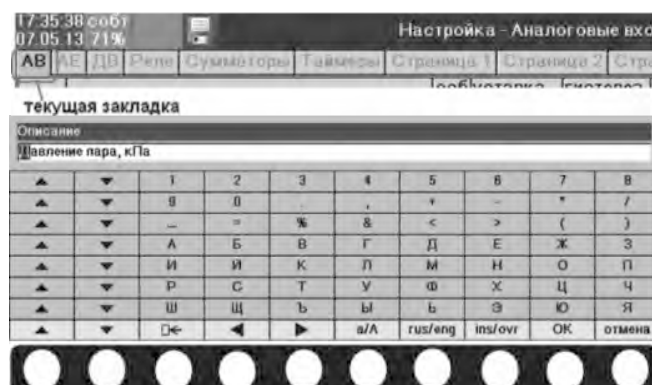 17:35:38 собт
07.05.13 71%
Настройка - Аналоговые вхо
АВ АЕ ДВ Реле Сумматоры Таймеры Страница 1 Страница 2 Стра
текущая закладка
Описание
Давление пара, кПа
1 2 3 4 5 6 7 8
9 0 . , + - * /
_ = % & < > ( )
А Б В Г Д Е Ж З
И Й К Л М Н О П
Р С Т У Ф Х Ц Ч
Ш Щ Ъ Ы Ь Э Ю Я
а/А rus/eng ins/ovr OK отмена